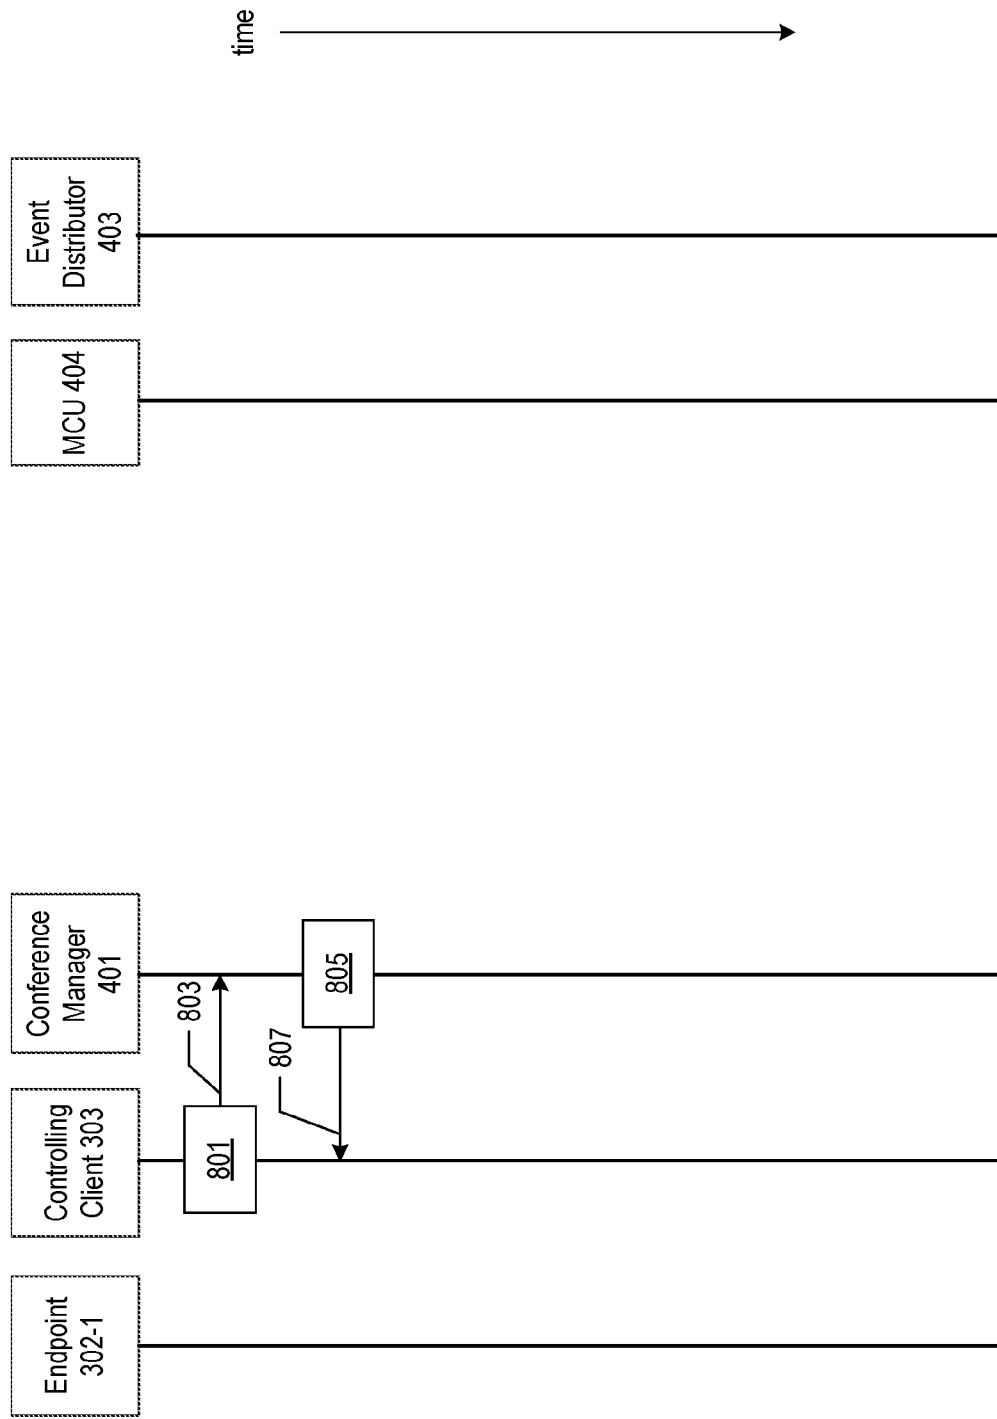 Endpoint
302-1
Controlling
Client 303
Conference
Manager
401
MCU 404
Event
Distributor
403
time
801
803
805
807